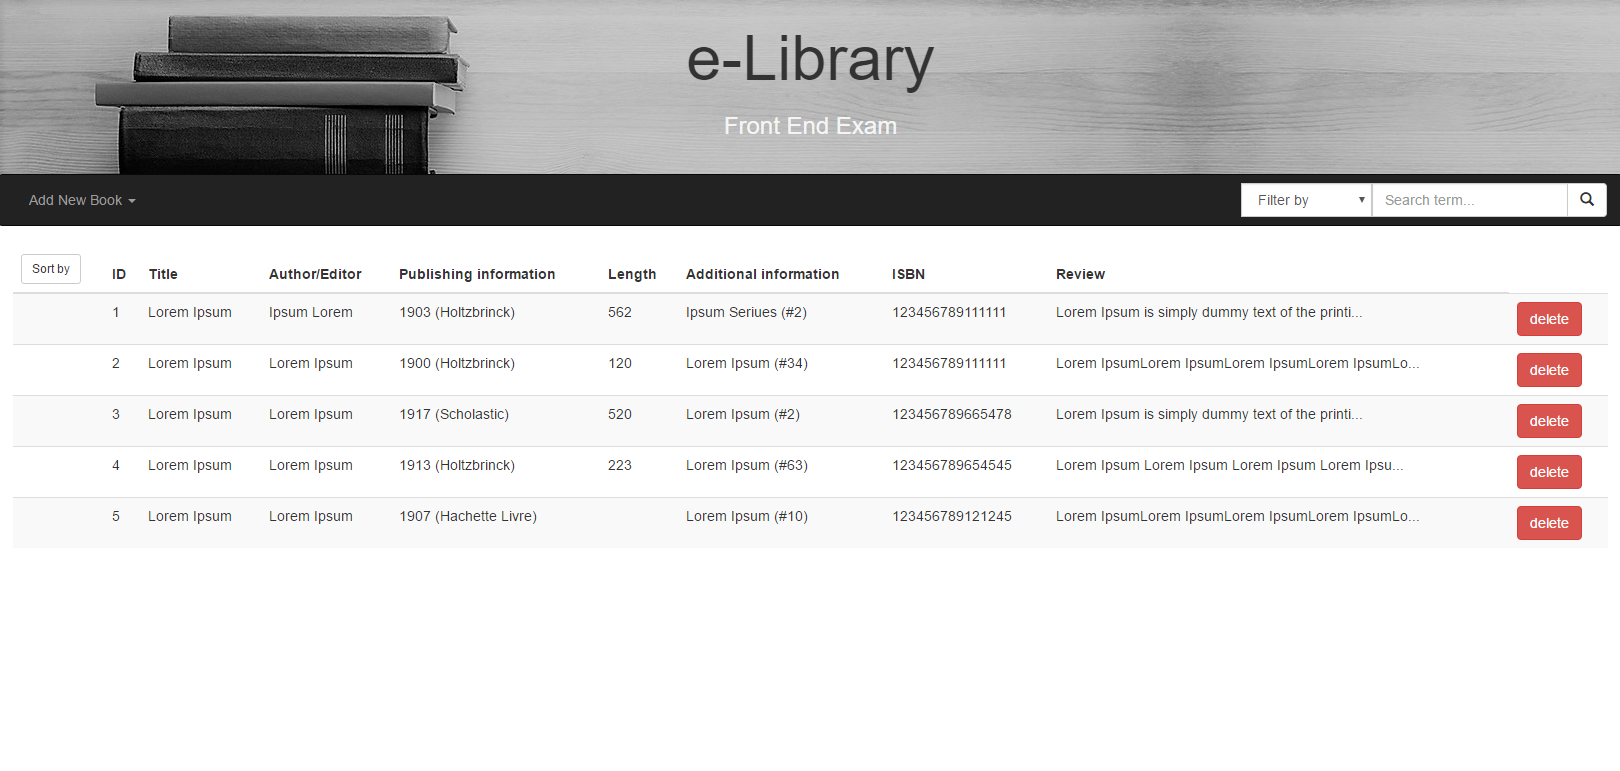 e-Library
Front End Exam
Add New Book
Filter by
Search term...
Sort by ID Title Author/Editor Publishing information Length Additional information ISBN Review
1 Lorem Ipsum Ipsum Lorem 1903 (Holtzbrinck) 562 Ipsum Seriues (#2) 123456789111111 Lorem Ipsum is simply dummy text of the printi... delete
2 Lorem Ipsum Lorem Ipsum 1900 (Holtzbrinck) 120 Lorem Ipsum (#34) 123456789111111 Lorem IpsumLorem IpsumLorem IpsumLorem IpsumLo... delete
3 Lorem Ipsum Lorem Ipsum 1917 (Scholastic) 520 Lorem Ipsum (#2) 123456789665478 Lorem Ipsum is simply dummy text of the printi... delete
4 Lorem Ipsum Lorem Ipsum 1913 (Holtzbrinck) 223 Lorem Ipsum (#63) 123456789654545 Lorem Ipsum Lorem Ipsum Lorem Ipsum Lorem Ipsu... delete
5 Lorem Ipsum Lorem Ipsum 1907 (Hachette Livre) Lorem Ipsum (#10) 123456789121245 Lorem IpsumLorem IpsumLorem IpsumLorem IpsumLo... delete